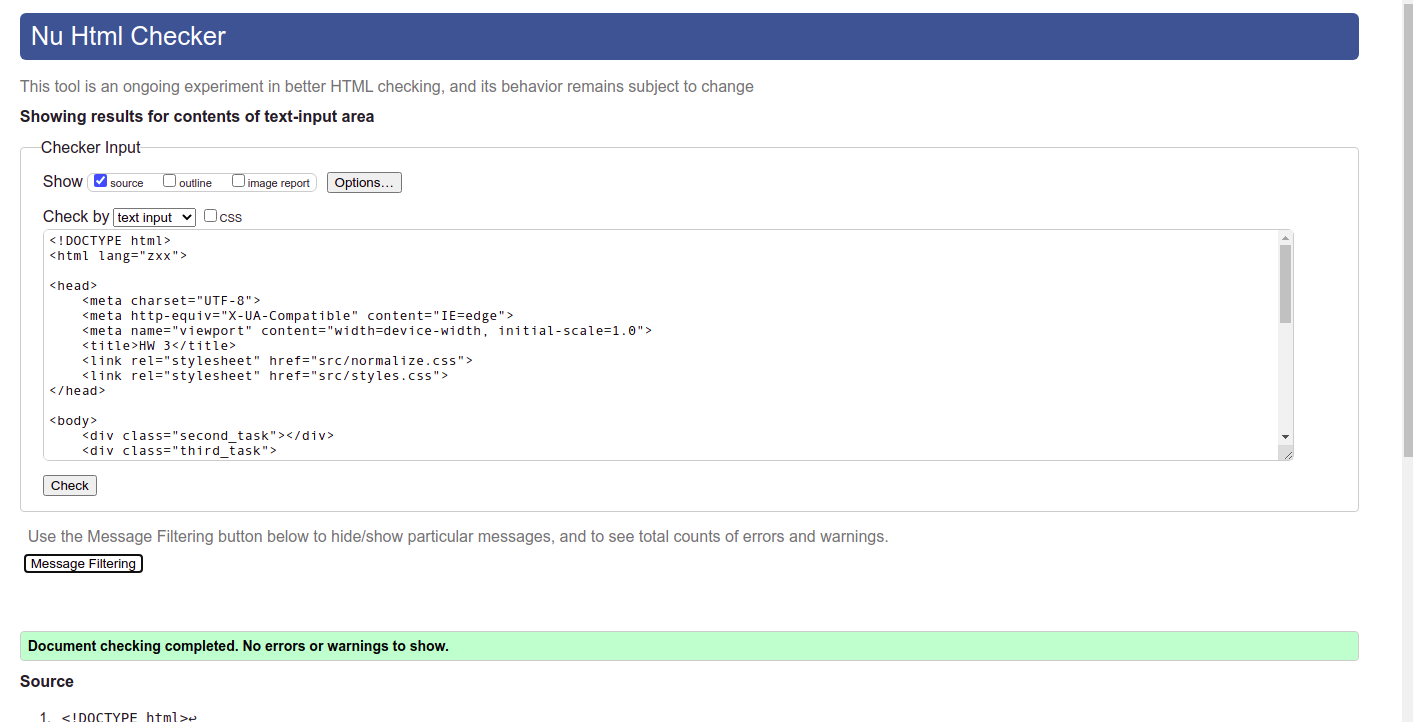 Nu Html Checker
This tool is an ongoing experiment in better HTML checking, and its behavior remains subject to change
Showing results for contents of text-input area
Checker Input
Show source outline image report Options...
Check by text input css
<!DOCTYPE html>
<html lang="zxx">
<head>
    <meta charset="UTF-8">
    <meta http-equiv="X-UA-Compatible" content="IE=edge">
    <meta name="viewport" content="width=device-width, initial-scale=1.0">
    <title>HW 3</title>
    <link rel="stylesheet" href="src/normalize.css">
    <link rel="stylesheet" href="src/styles.css">
</head>
<body>
    <div class="second_task"></div>
    <div class="third_task">
Check
Use the Message Filtering button below to hide/show particular messages, and to see total counts of errors and warnings.
Message Filtering
Document checking completed. No errors or warnings to show.
Source
1. <!DOCTYPE html>↩